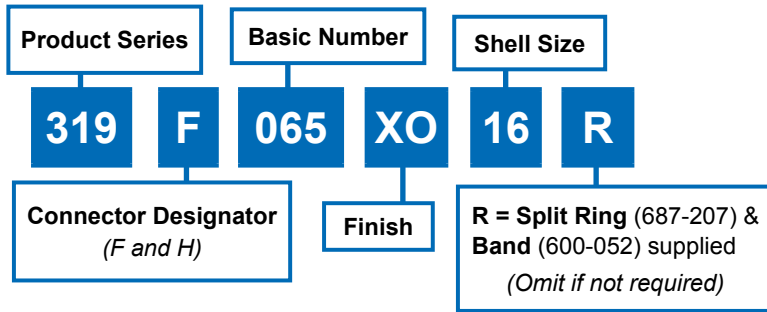 Product Series
Basic Number
Shell Size
319 F 065 XO 16 R
Connector Designator
(F and H)
Finish
R = Split Ring (687-207) &
Band (600-052) supplied
(Omit if not required)